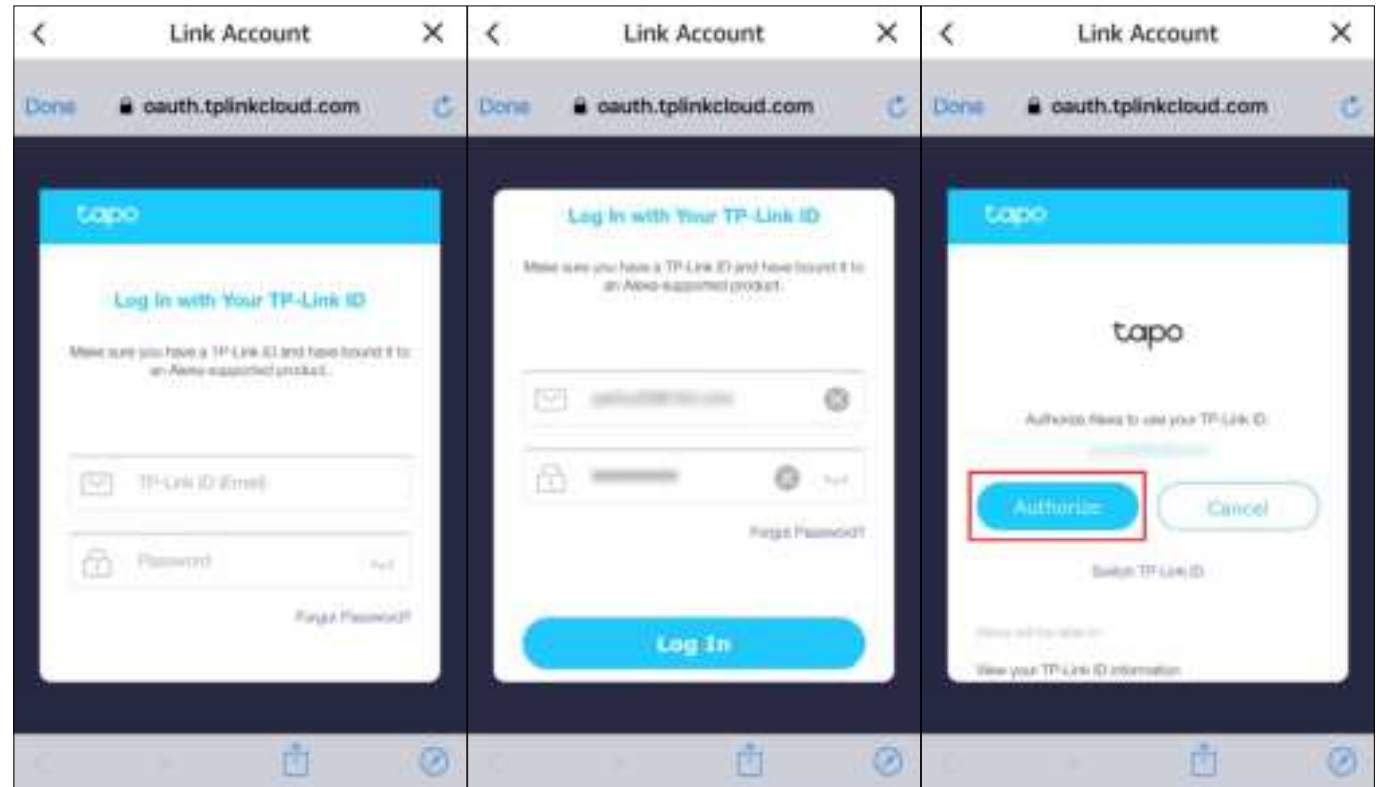 Link Account
Done oauth.tplinkcloud.com
tapo
Log In with Your TP-Link ID
Make sure you have a TP-Link ID and have bound it to
an Alexa-supported product.
TP-Link ID (Email)
Password
Forgot Password?
Link Account
Done oauth.tplinkcloud.com
Log In with Your TP-Link ID
Make sure you have a TP-Link ID and have bound it to
an Alexa-supported product.
Forgot Password?
Log In
Link Account
Done oauth.tplinkcloud.com
tapo
tapo
Authorize Alexa to use your TP-Link ID
Authorize
Cancel
Switch TP-Link ID
Alexa will be able to:
View your TP-Link ID information